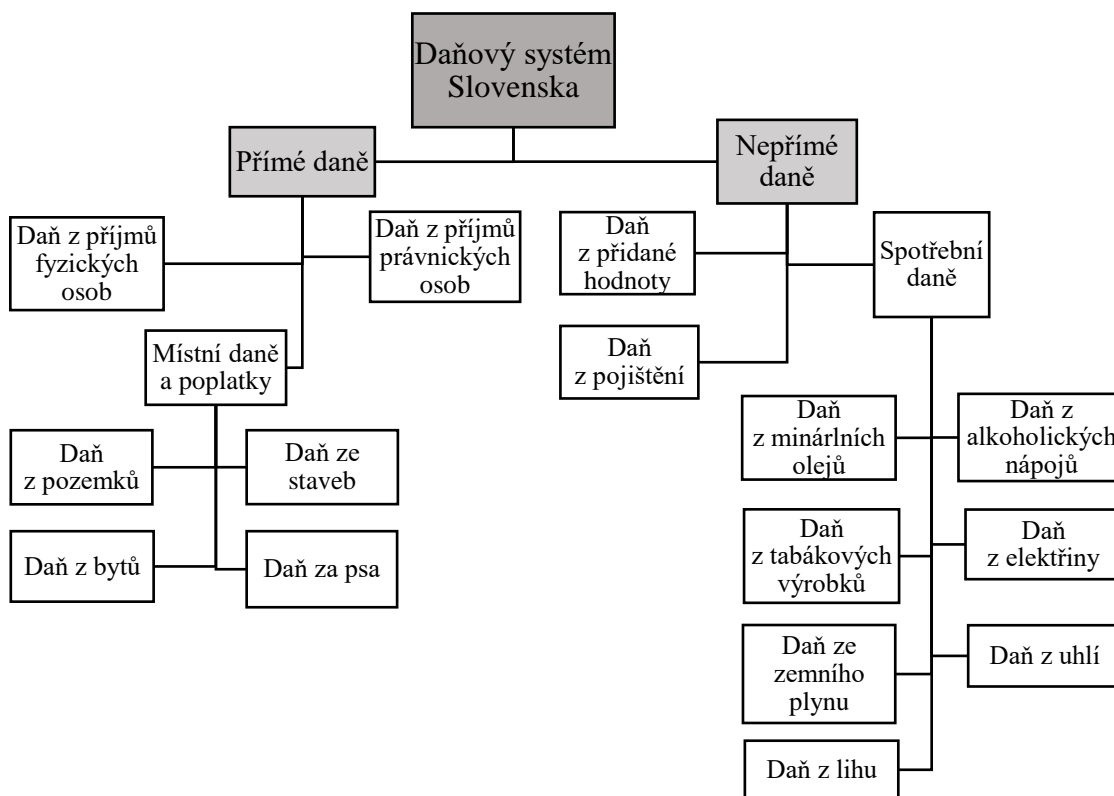 Daňový systém
Slovenska
Přímé daně
Nepřímé
daně
Daň z příjmů
fyzických
osob
Daň z příjmů
právnických
osob
Místní daně
a poplatky
Daň
z pozemků
Daň ze
staveb
Daň z bytů
Daň za psa
Daň
z přidané
hodnoty
Spotřební
daně
Daň
z pojištění
Daň
z minárlních
olejů
Daň z
alkoholických
nápojů
Daň
z tabákových
výrobků
Daň
z elektřiny
Daň ze
zemního
plynu
Daň z uhlí
Daň z lihu